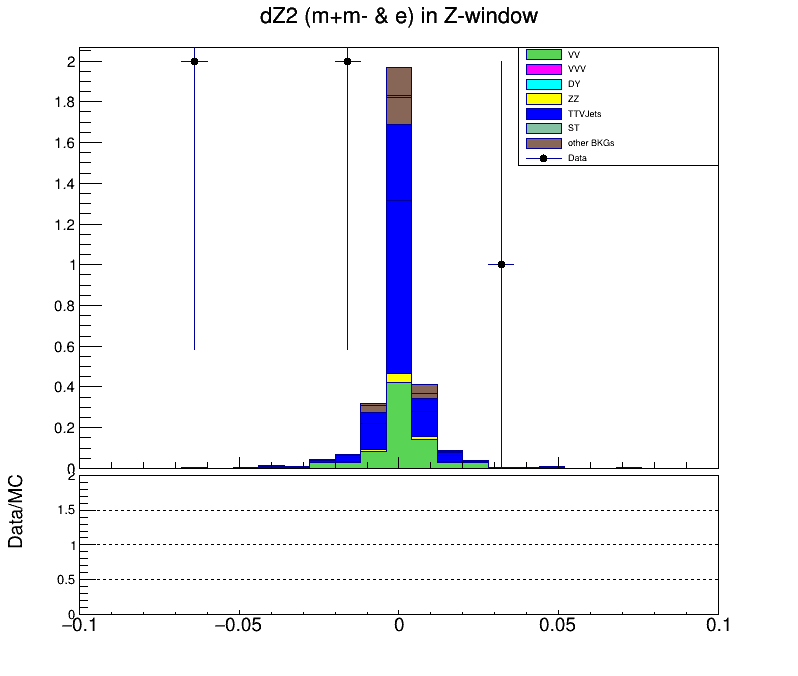 dZ2 (m+m- & e) in Z-window
2
1.8
1.6
1.4
1.2
1
0.8
0.6
0.4
0.2
0
VV
VVV
DY
ZZ
TTVJets
ST
other BKGs
Data
Data/MC
2
1.5
1
0.5
0
−0.1
−0.05
0
0.05
0.1